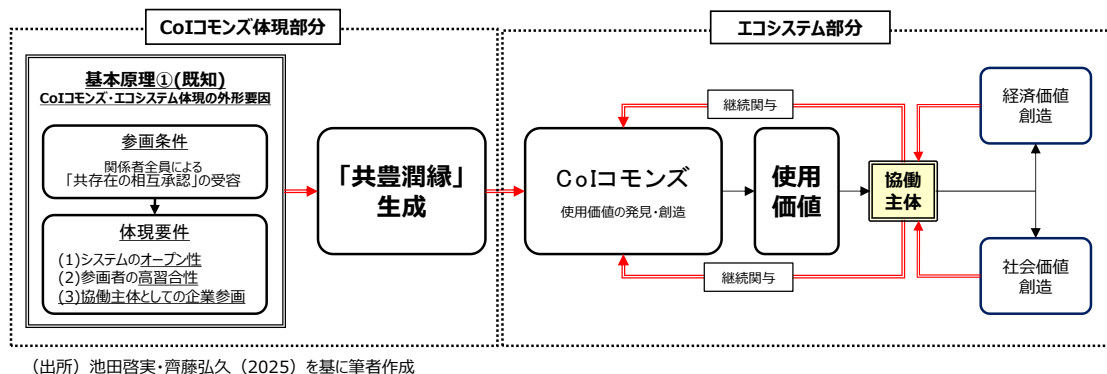 CoIコモンズ体現部分
基本原理①(既知)
CoIコモンズ・エコシステム体現の外形要因
参画条件
関係者全員による
「共存在の相互承認」の受容
体現要件
(1)システムのオープン性
(2)参画者の高習合性
(3)協働主体としての企業参画
「共豊潤縁」
生成
エコシステム部分
継続関与
CoIコモンズ
使用価値の発見・創造
使用
価値
協働
主体
継続関与
経済価値
創造
社会価値
創造
（出所）池田啓実・齊藤弘久（2025）を基に筆者作成